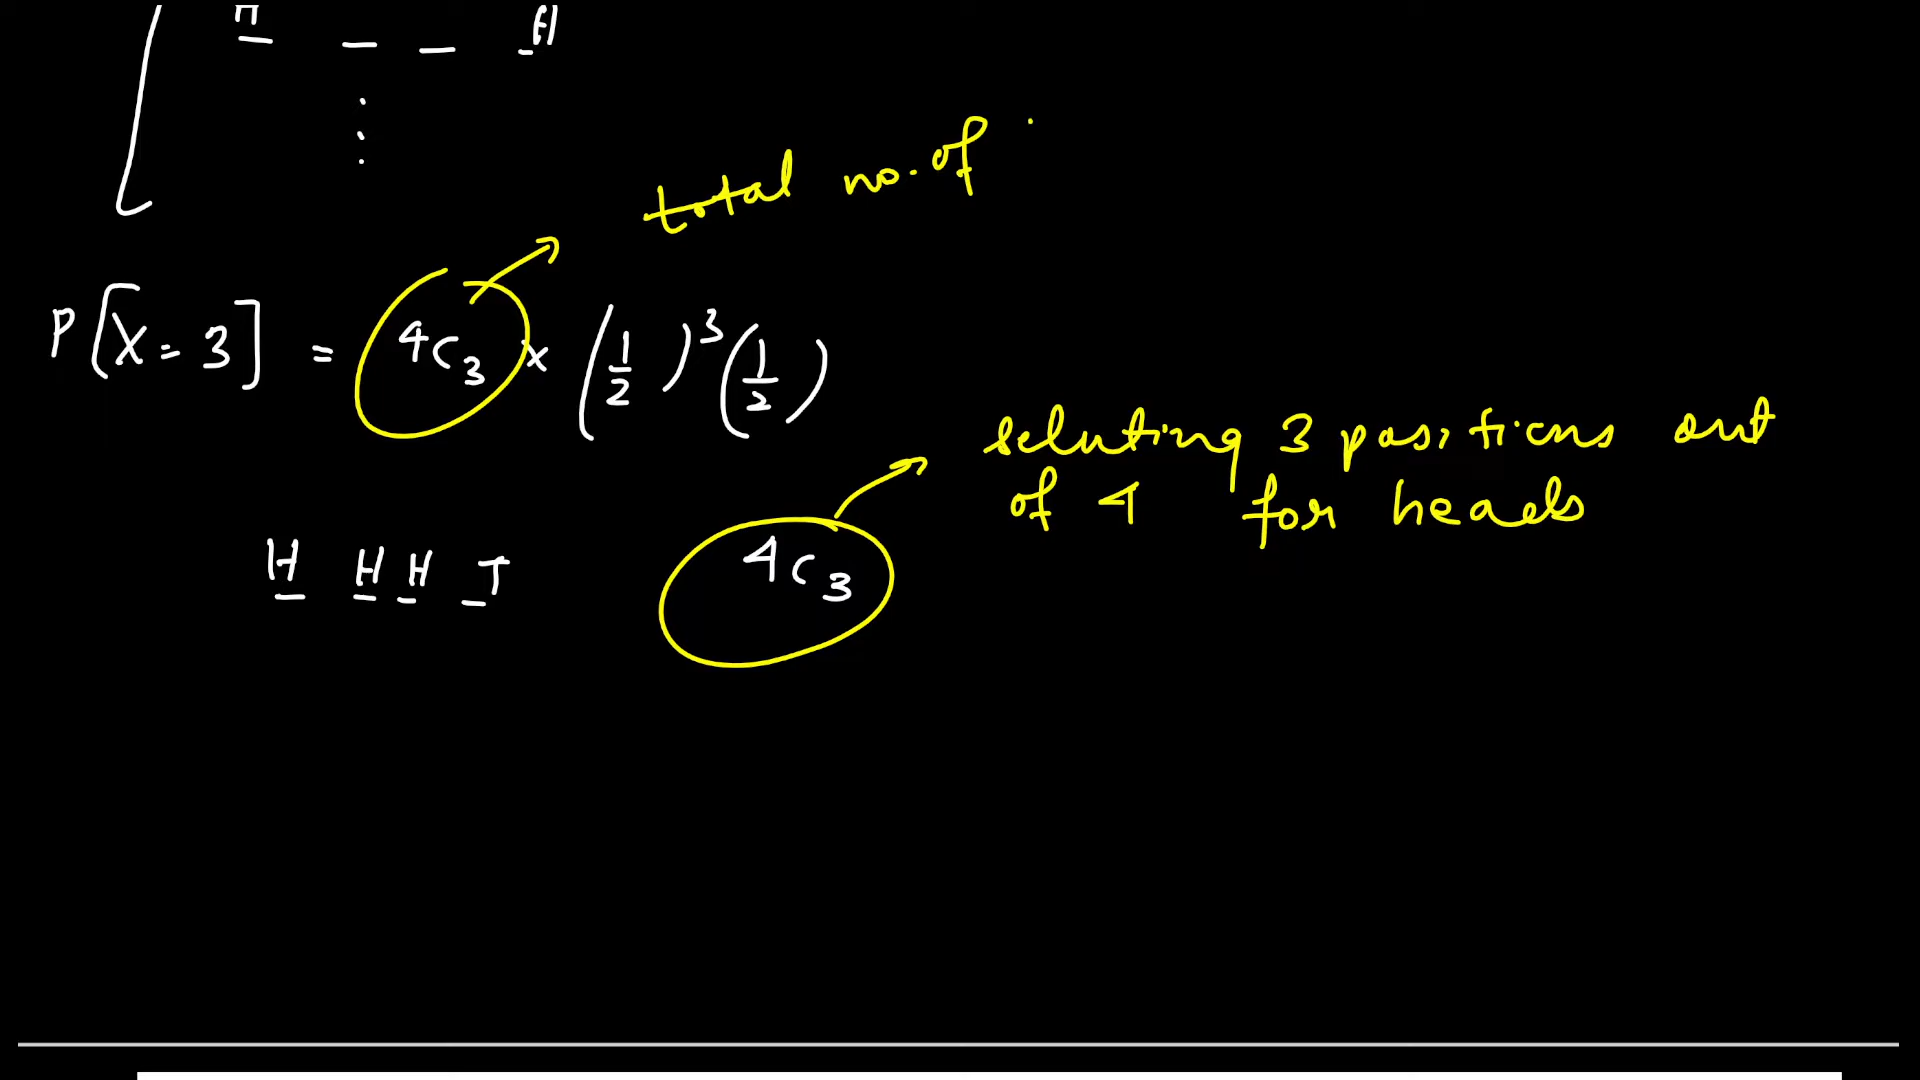 H _ _ H
total no. of
P[X = 3] = 4C3 x (1/2)^3 (1/2)
selecting 3 positions out
of 4 for heads
H H H T 4C3